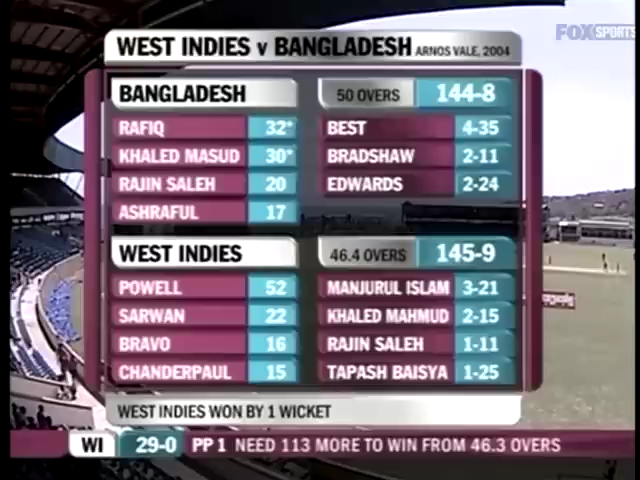 FOX SPORTS
WEST INDIES v BANGLADESH ARNOS VALE, 2004
BANGLADESH 50 OVERS 144-8
RAFIQ 32* BEST 4-35
KHALED MASUD 30* BRADSHAW 2-11
RAJIN SALEH 20 EDWARDS 2-24
ASHRAFUL 17
WEST INDIES 46.4 OVERS 145-9
POWELL 52 MANJURUL ISLAM 3-21
SARWAN 22 KHALED MAHMUD 2-15
BRAVO 16 RAJIN SALEH 1-11
CHANDERPAUL 15 TAPASH BAISYA 1-25
WEST INDIES WON BY 1 WICKET
WI 29-0 PP 1 NEED 113 MORE TO WIN FROM 46.3 OVERS